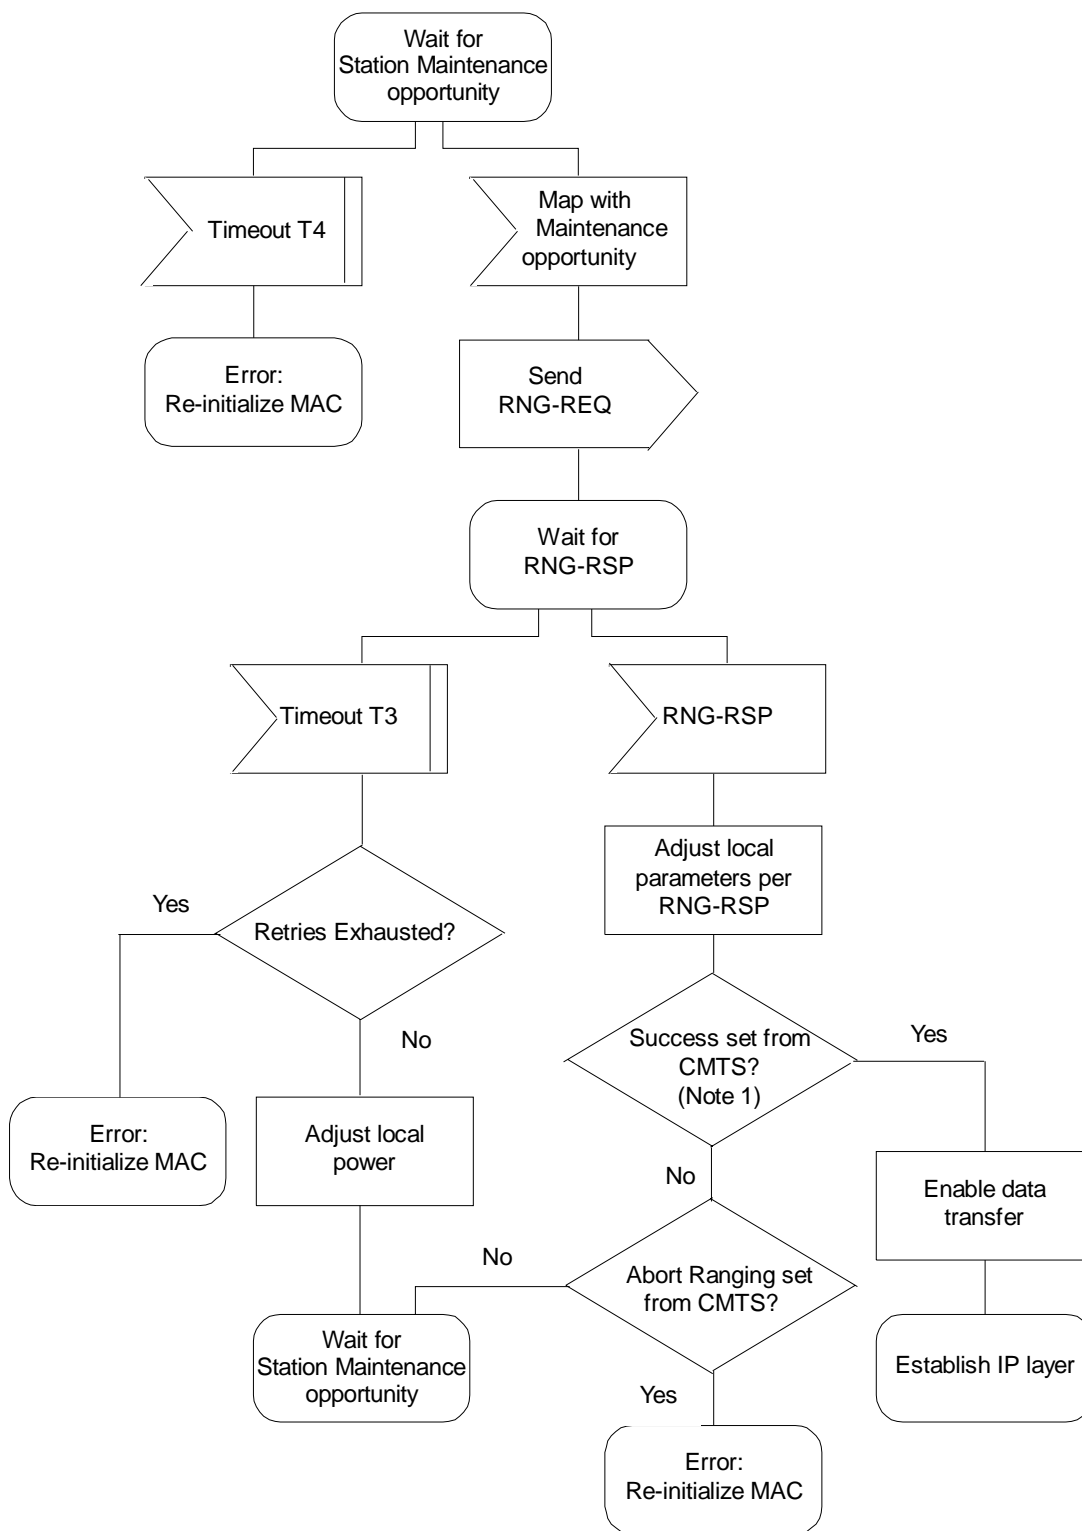 Wait for
Station Maintenance
opportunity
Timeout T4
Map with
Maintenance
opportunity
Error:
Re-initialize MAC
Send
RNG-REQ
Wait for
RNG-RSP
Timeout T3
RNG-RSP
Adjust local
parameters per
RNG-RSP
Yes
Retries Exhausted?
No
Success set from
CMTS?
(Note 1)
Yes
Error:
Re-initialize MAC
Adjust local
power
No
Enable data
transfer
No
Abort Ranging set
from CMTS?
Wait for
Station Maintenance
opportunity
Establish IP layer
Yes
Error:
Re-initialize MAC